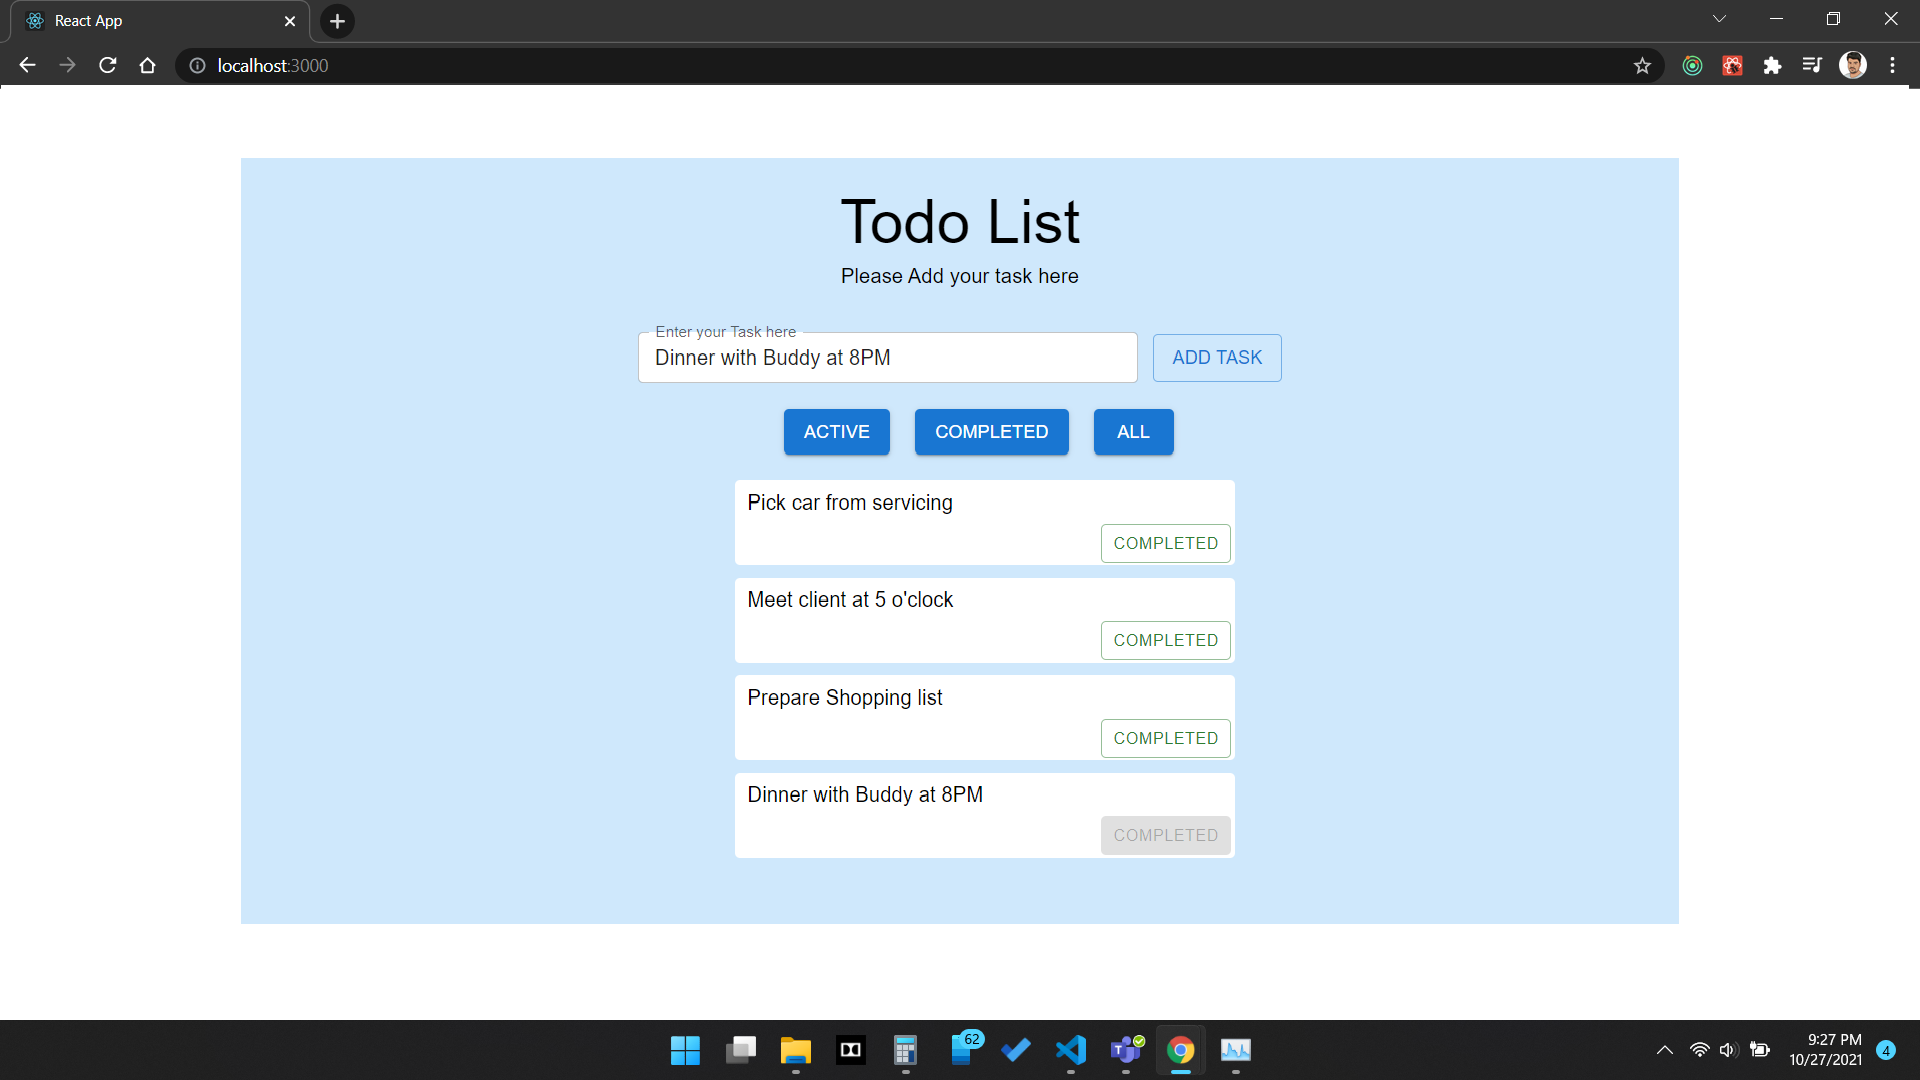 React App
localhost:3000
Todo List
Please Add your task here
Enter your Task here
Dinner with Buddy at 8PM
ADD TASK
ACTIVE COMPLETED ALL
Pick car from servicing
COMPLETED
Meet client at 5 o'clock
COMPLETED
Prepare Shopping list
COMPLETED
Dinner with Buddy at 8PM
COMPLETED
62
9:27 PM
10/27/2021
4